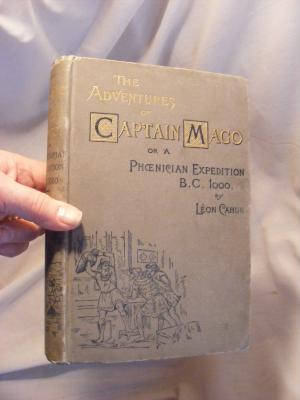 THE
ADVENTURES
OF
CAPTAIN MAGO
OR A
PHŒNICIAN EXPEDITION
B.C. 1000.
BY
LÉON CAHUN